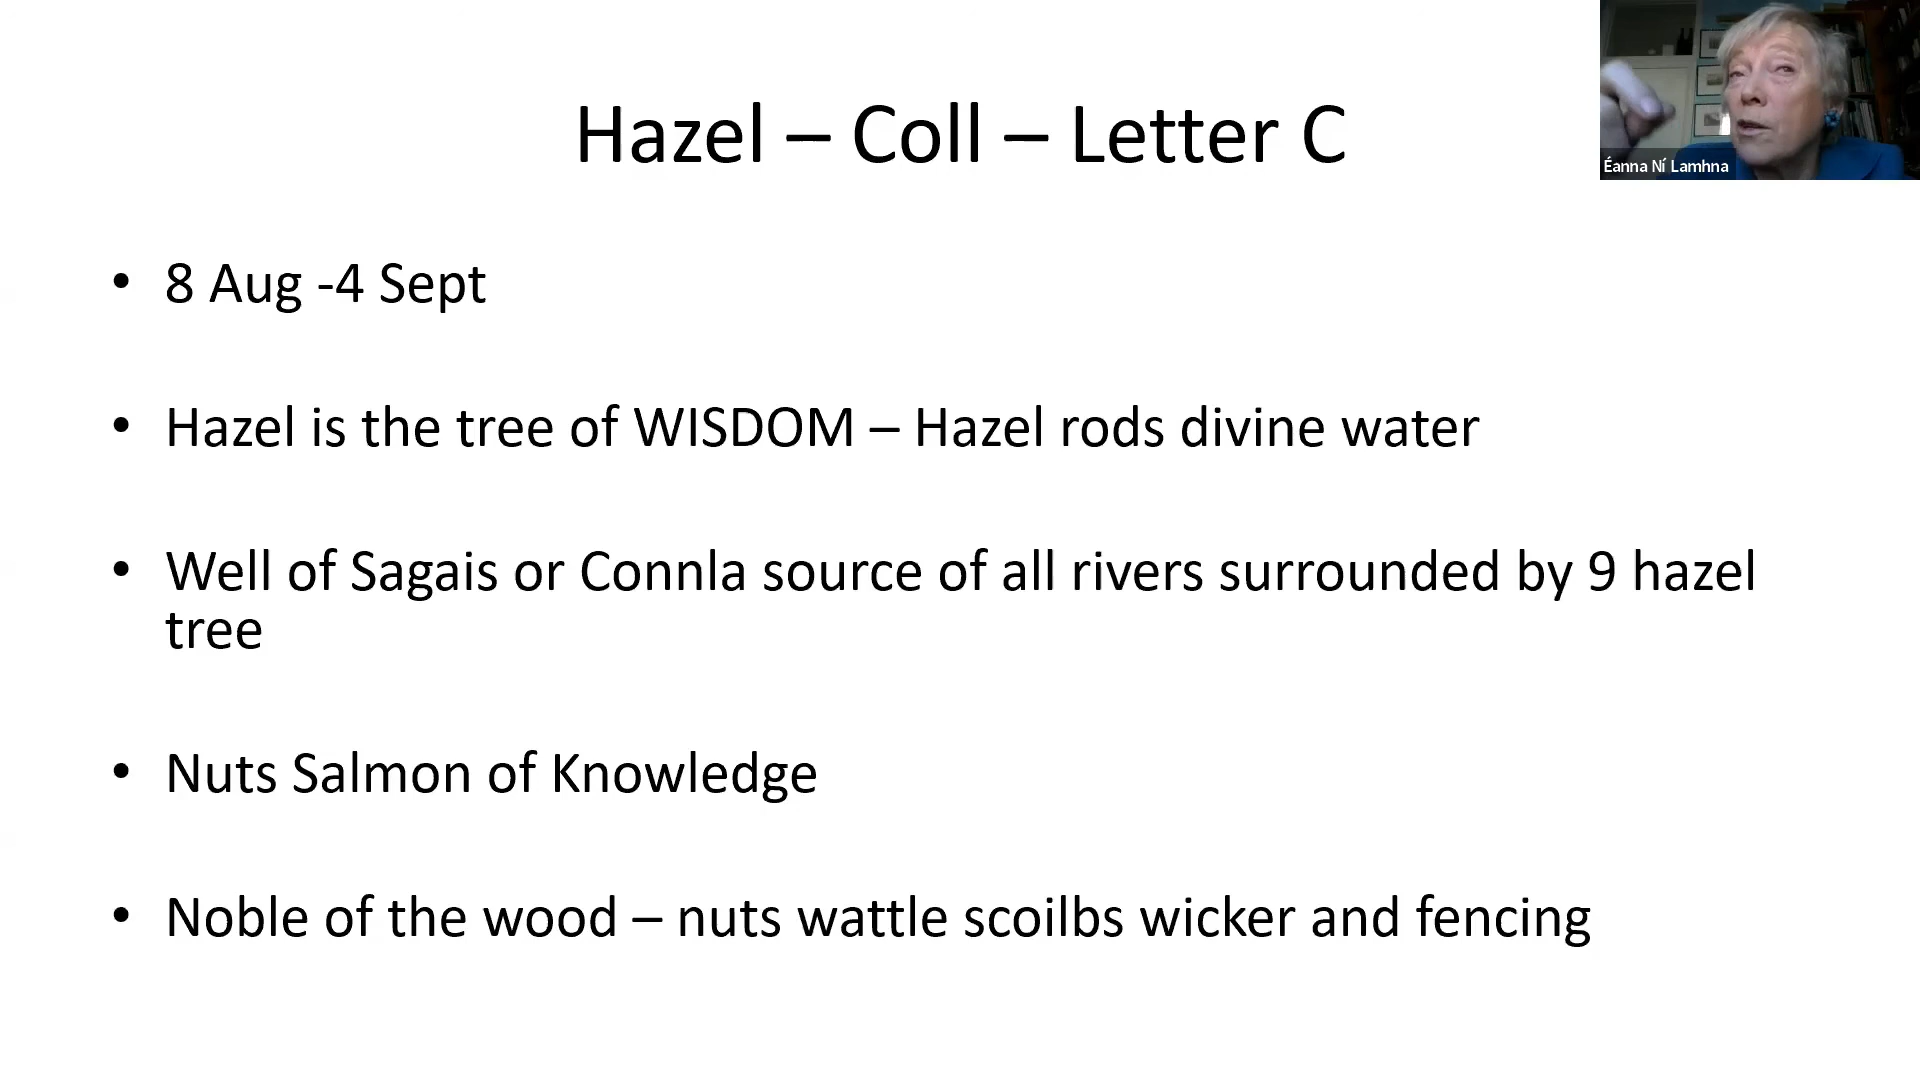 Hazel – Coll – Letter C
Éanna Ní Lamhna
• 8 Aug -4 Sept
• Hazel is the tree of WISDOM – Hazel rods divine water
• Well of Sagais or Connla source of all rivers surrounded by 9 hazel
tree
• Nuts Salmon of Knowledge
• Noble of the wood – nuts wattle scoilbs wicker and fencing